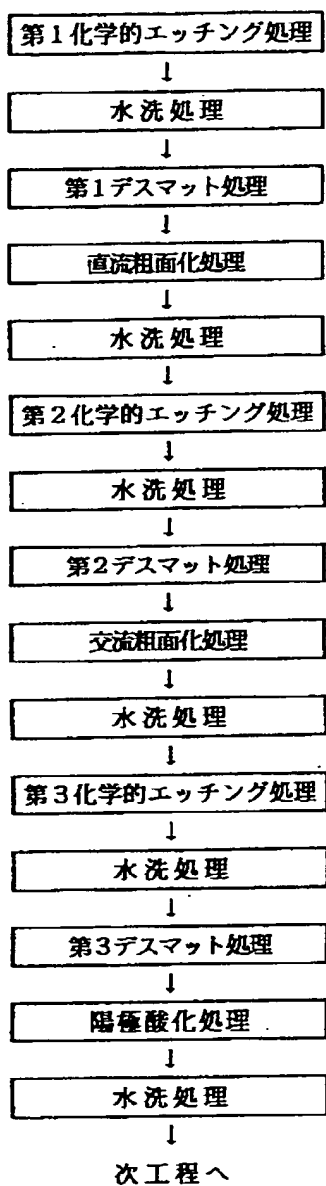 第1化学的エッチング処理
↓
水洗処理
↓
第1デスマット処理
↓
直流粗面化処理
↓
水洗処理
↓
第2化学的エッチング処理
↓
水洗処理
↓
第2デスマット処理
↓
交流粗面化処理
↓
水洗処理
↓
第3化学的エッチング処理
↓
水洗処理
↓
第3デスマット処理
↓
陽極酸化処理
↓
水洗処理
↓
次工程へ